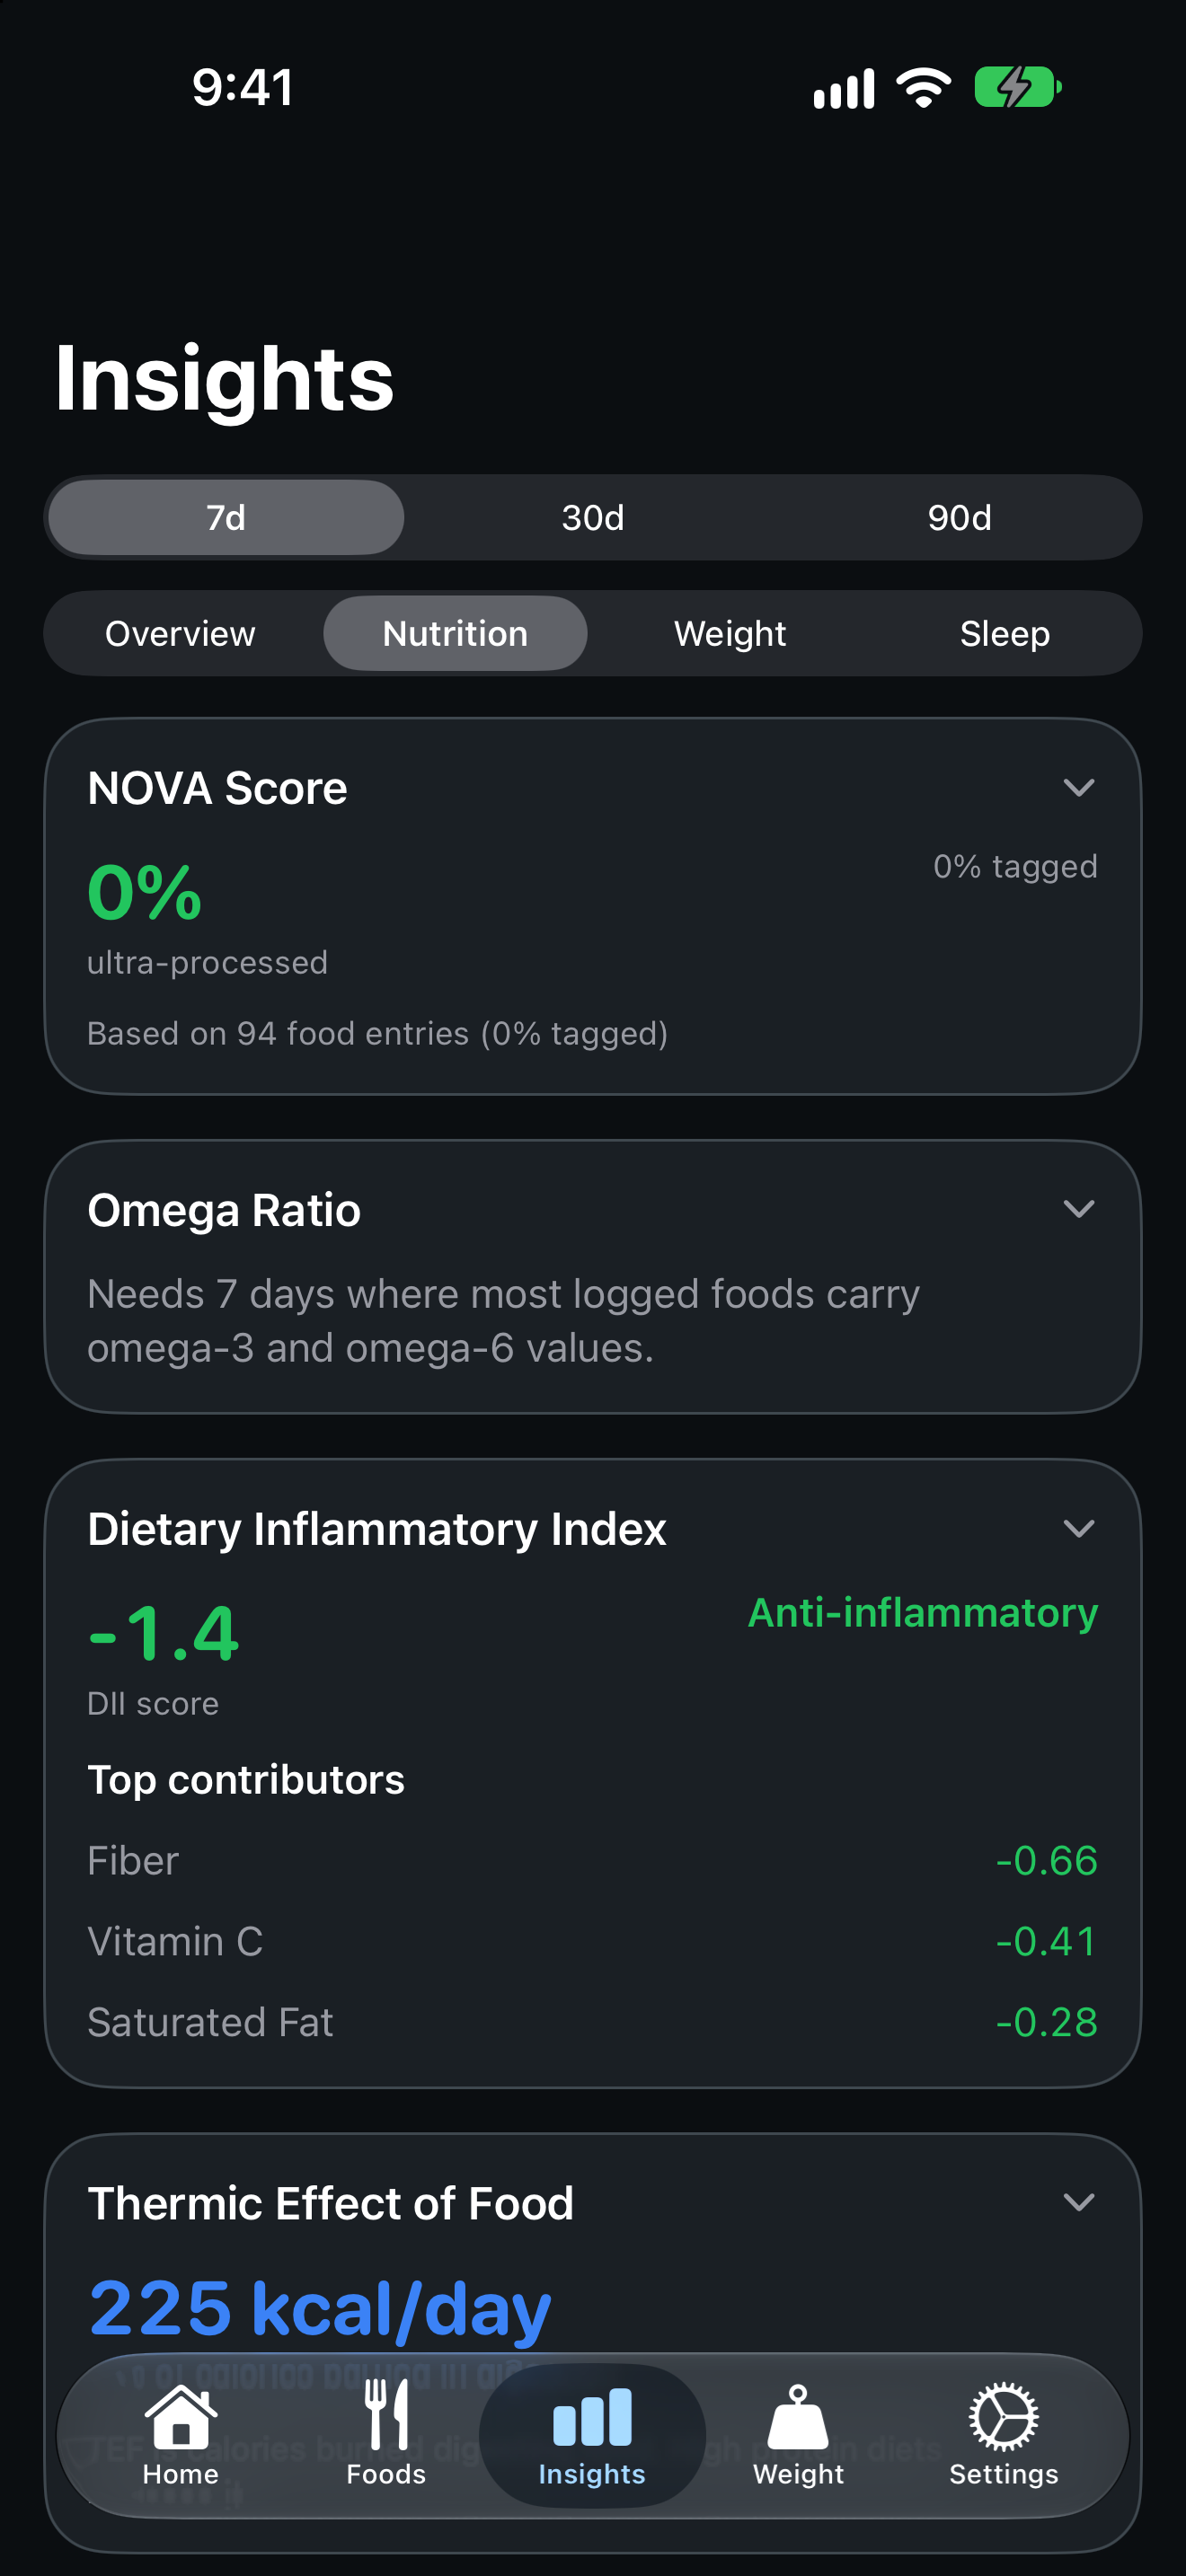 9:41
Insights
7d 30d 90d
Overview Nutrition Weight Sleep
NOVA Score
0% 0% tagged
ultra-processed
Based on 94 food entries (0% tagged)
Omega Ratio
Needs 7 days where most logged foods carry
omega-3 and omega-6 values.
Dietary Inflammatory Index
-1.4 Anti-inflammatory
DII score
Top contributors
Fiber -0.66
Vitamin C -0.41
Saturated Fat -0.28
Thermic Effect of Food
225 kcal/day
Home Foods Insights Weight Settings